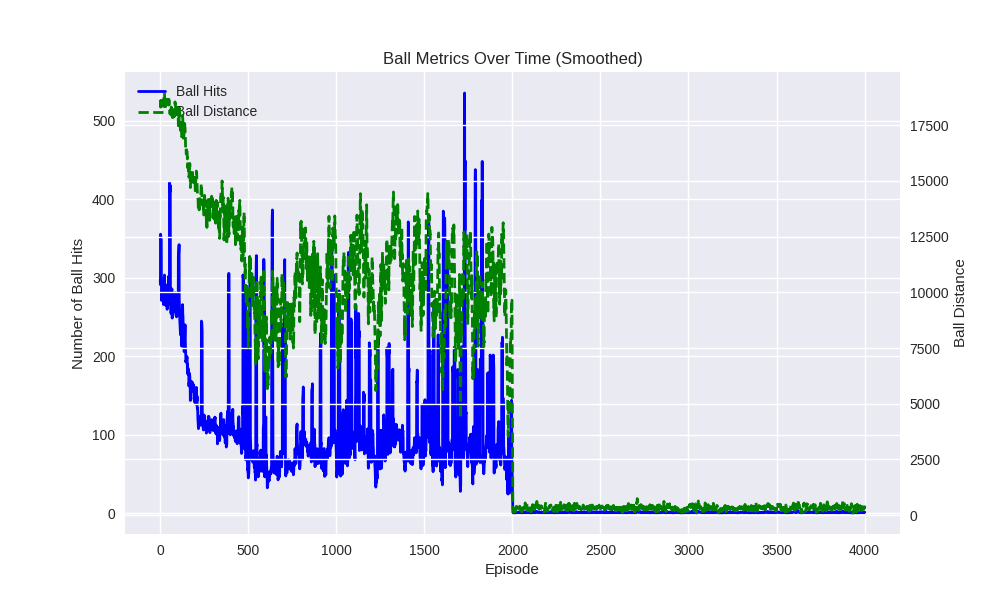 Ball Metrics Over Time (Smoothed)
Ball Hits
Ball Distance
Number of Ball Hits
500
400
300
200
100
0
17500
15000
12500
10000
7500
5000
2500
0
Ball Distance
0 500 1000 1500 2000 2500 3000 3500 4000
Episode